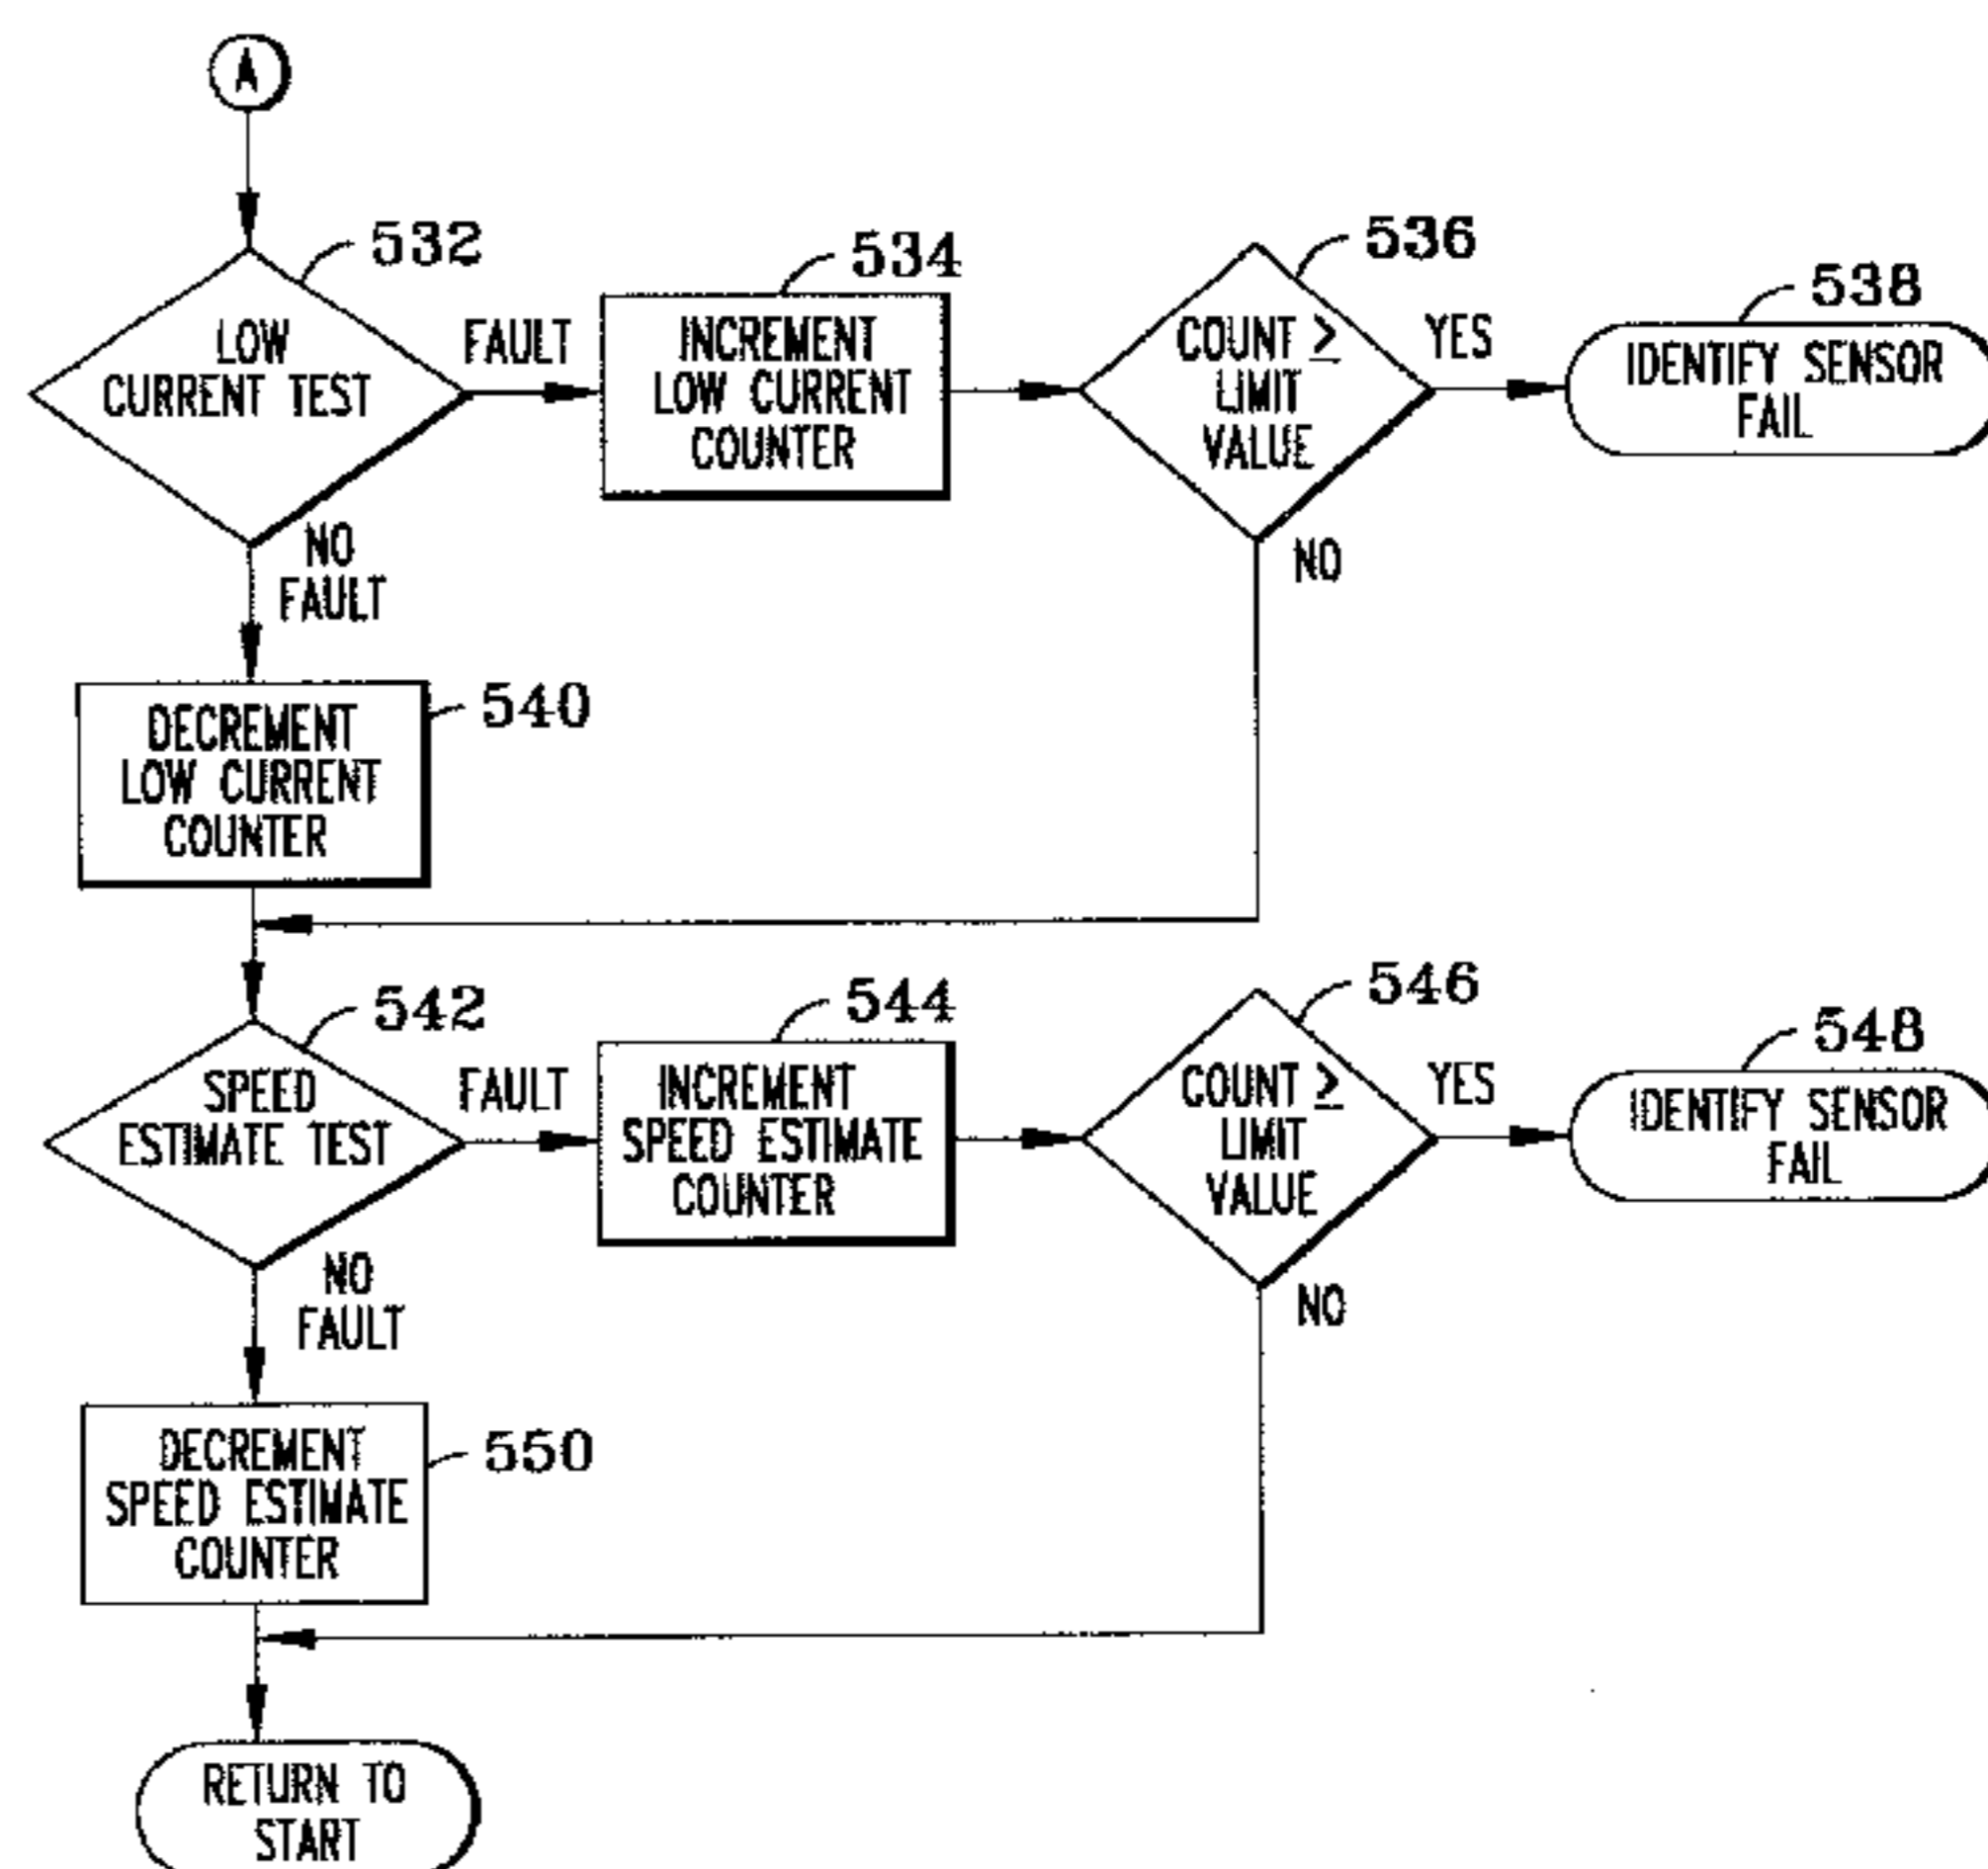 A
532
LOW
CURRENT TEST
FAULT
534
INCREMENT
LOW CURRENT
COUNTER
536
COUNT ≥
LIMIT
VALUE
YES
538
IDENTIFY SENSOR
FAIL
NO
FAULT
NO
540
DECREMENT
LOW CURRENT
COUNTER
542
SPEED
ESTIMATE TEST
FAULT
544
INCREMENT
SPEED ESTIMATE
COUNTER
546
COUNT ≥
LIMIT
VALUE
YES
548
IDENTIFY SENSOR
FAIL
NO
FAULT
NO
550
DECREMENT
SPEED ESTIMATE
COUNTER
RETURN TO
START